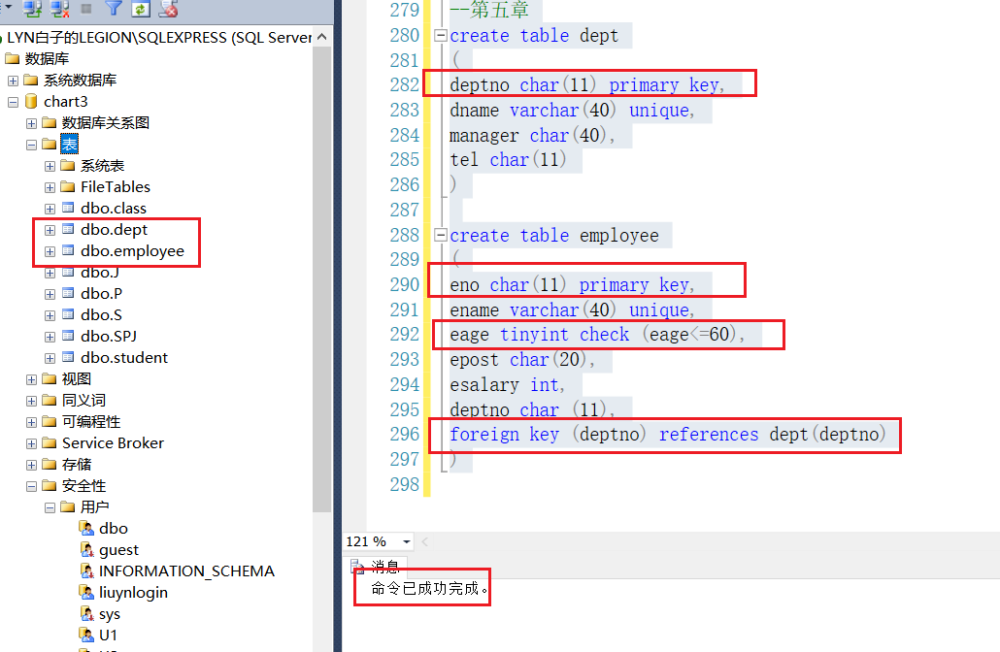 LYN白子的LEGION\SQLEXPRESS (SQL Server
数据库
系统数据库
chart3
数据库关系图
表
系统表
FileTables
dbo.class
dbo.dept
dbo.employee
dbo.J
dbo.P
dbo.S
dbo.SPJ
dbo.student
视图
同义词
可编程性
Service Broker
存储
安全性
用户
dbo
guest
INFORMATION_SCHEMA
liuynlogin
sys
U1
279 --第五章
280 create table dept
281 (
282 deptno char(11) primary key,
283 dname varchar(40) unique,
284 manager char(40),
285 tel char(11)
286 )
287
288 create table employee
289 (
290 eno char(11) primary key,
291 ename varchar(40) unique,
292 eage tinyint check (eage<=60),
293 epost char(20),
294 esalary int,
295 deptno char (11),
296 foreign key (deptno) references dept(deptno)
297 )
298
121 %
消息
命令已成功完成。